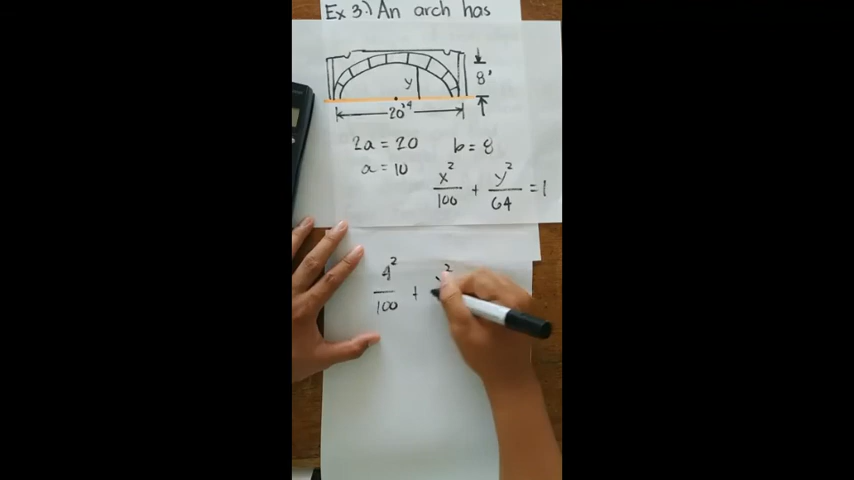 Ex 3.) An arch has
y
8'
4
20'
2a = 20 b = 8
a = 10
x²/100 + y²/64 = 1
4²/100 + y²